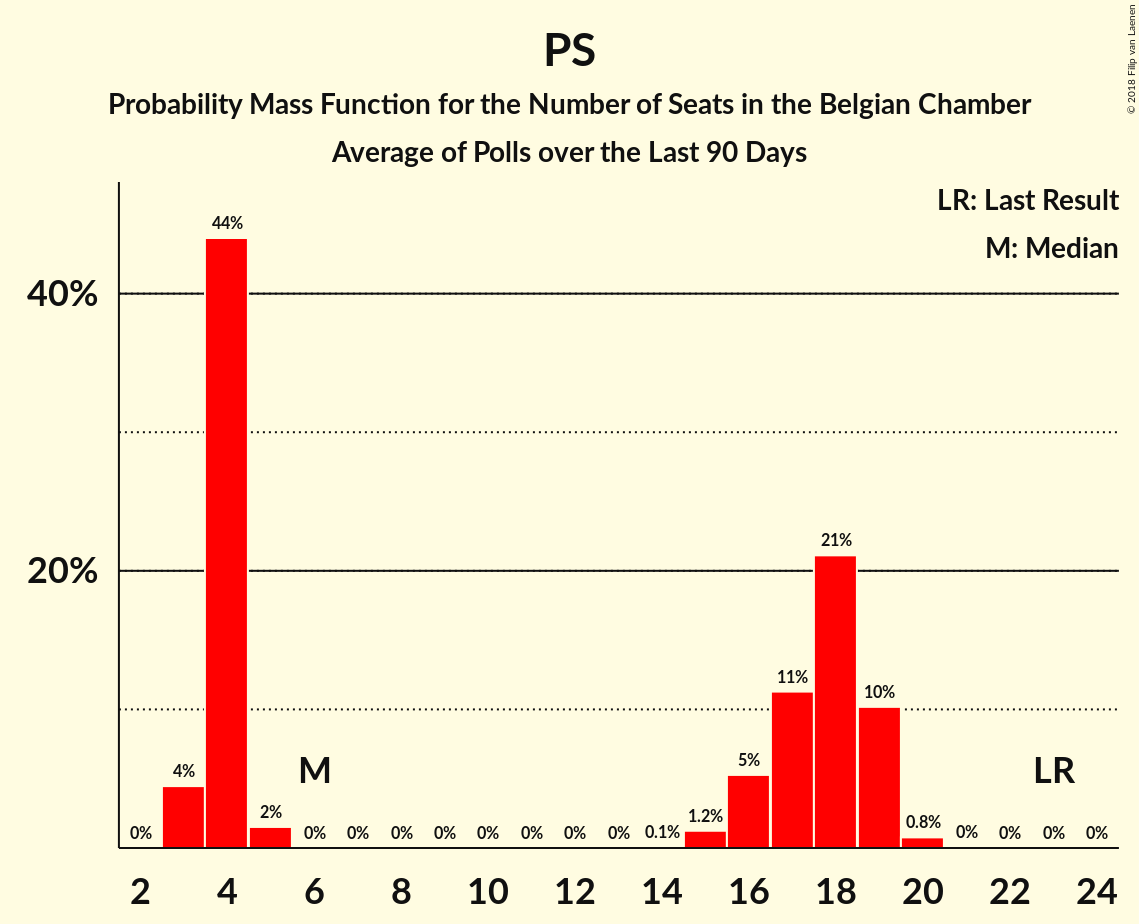 PS
Probability Mass Function for the Number of Seats in the Belgian Chamber
Average of Polls over the Last 90 Days
© 2018 Filip van Laenen
LR: Last Result
M: Median
40%
20%
0% 4% 44% 2% 0% 0% 0% 0% 0% 0% 0% 0% 0.1% 1.2% 5% 11% 21% 10% 0.8% 0% 0% 0% 0%
M LR
2 4 6 8 10 12 14 16 18 20 22 24